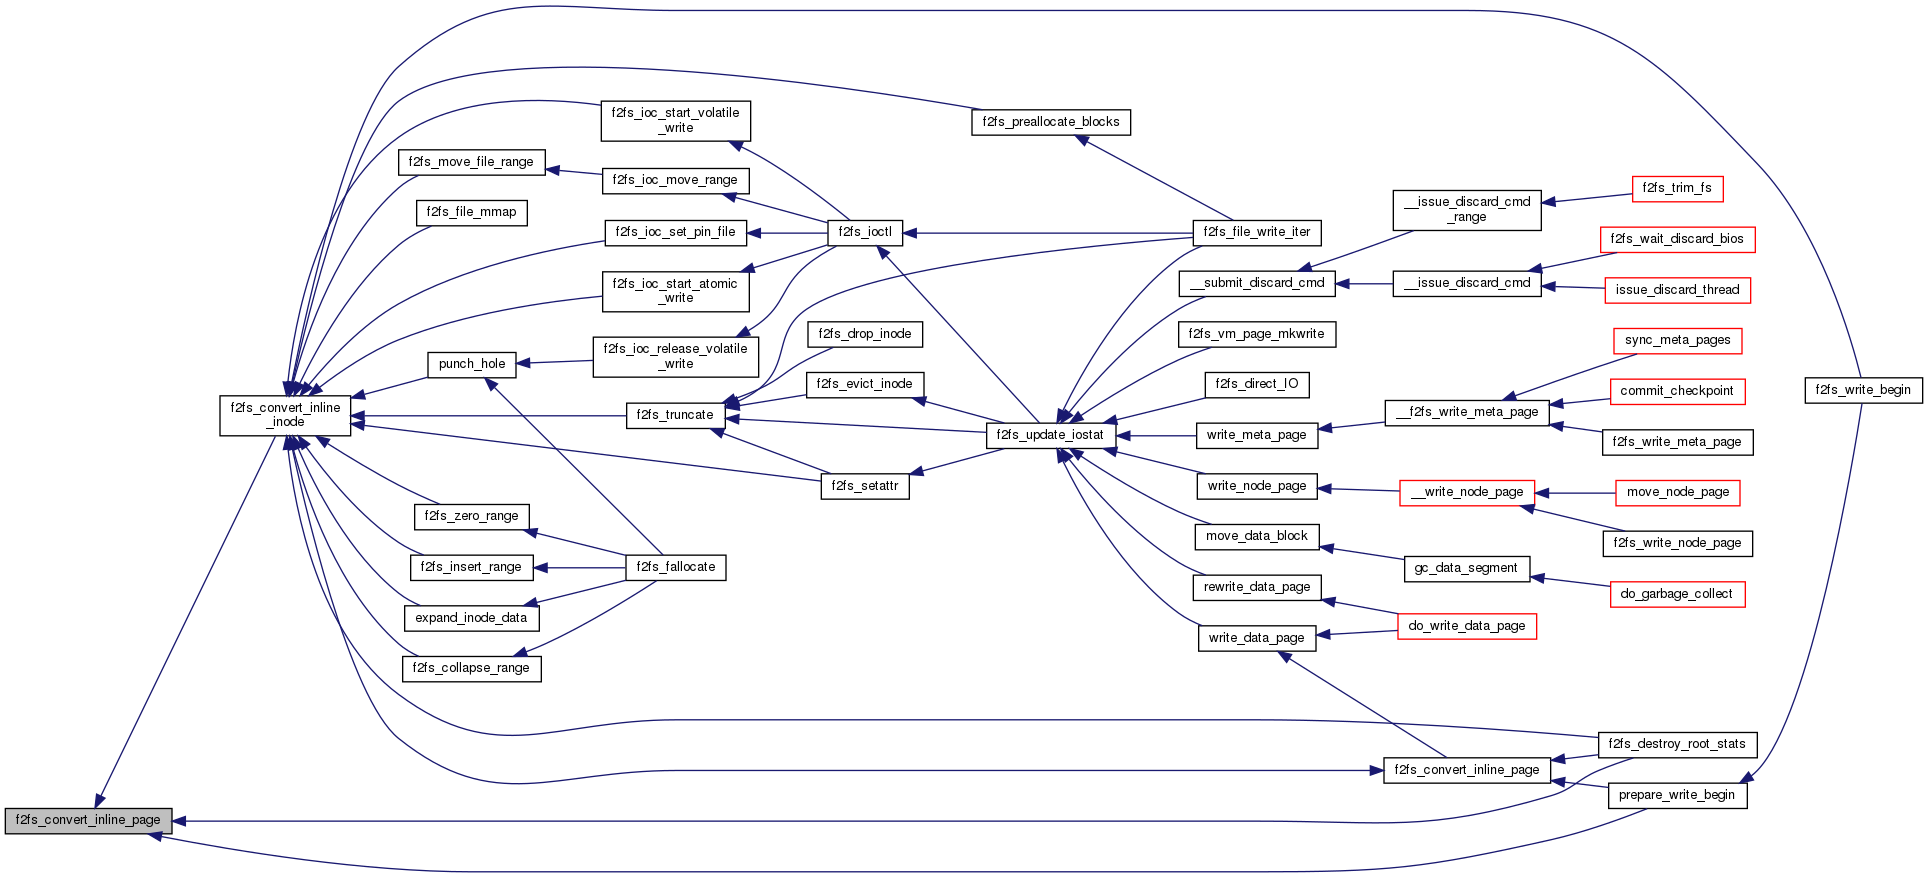 f2fs_preallocate_blocks
f2fs_ioc_start_volatile
_write
f2fs_move_file_range
f2fs_ioc_move_range
f2fs_trim_fs
__issue_discard_cmd
_range
f2fs_file_mmap
f2fs_ioc_set_pin_file
f2fs_ioctl
f2fs_file_write_iter
f2fs_wait_discard_bios
f2fs_ioc_start_atomic
_write
__submit_discard_cmd
__issue_discard_cmd
issue_discard_thread
f2fs_drop_inode
f2fs_vm_page_mkwrite
sync_meta_pages
punch_hole
f2fs_ioc_release_volatile
_write
f2fs_evict_inode
f2fs_direct_IO
commit_checkpoint
f2fs_write_begin
f2fs_convert_inline
_inode
f2fs_truncate
__f2fs_write_meta_page
f2fs_update_iostat
write_meta_page
f2fs_write_meta_page
f2fs_setattr
write_node_page
__write_node_page
move_node_page
f2fs_zero_range
move_data_block
f2fs_write_node_page
f2fs_insert_range
f2fs_fallocate
gc_data_segment
rewrite_data_page
do_garbage_collect
expand_inode_data
write_data_page
do_write_data_page
f2fs_collapse_range
f2fs_destroy_root_stats
f2fs_convert_inline_page
prepare_write_begin
f2fs_convert_inline_page